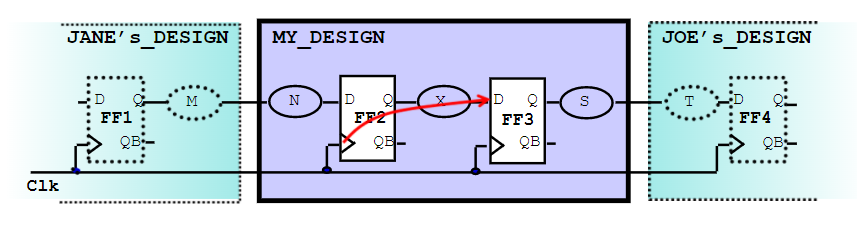 JANE's_DESIGN
MY_DESIGN
JOE's_DESIGN
D Q
M
N
D Q
X
D Q
S
T
D Q
FF1
FF2
FF3
FF4
QB
QB
QB
QB
Clk